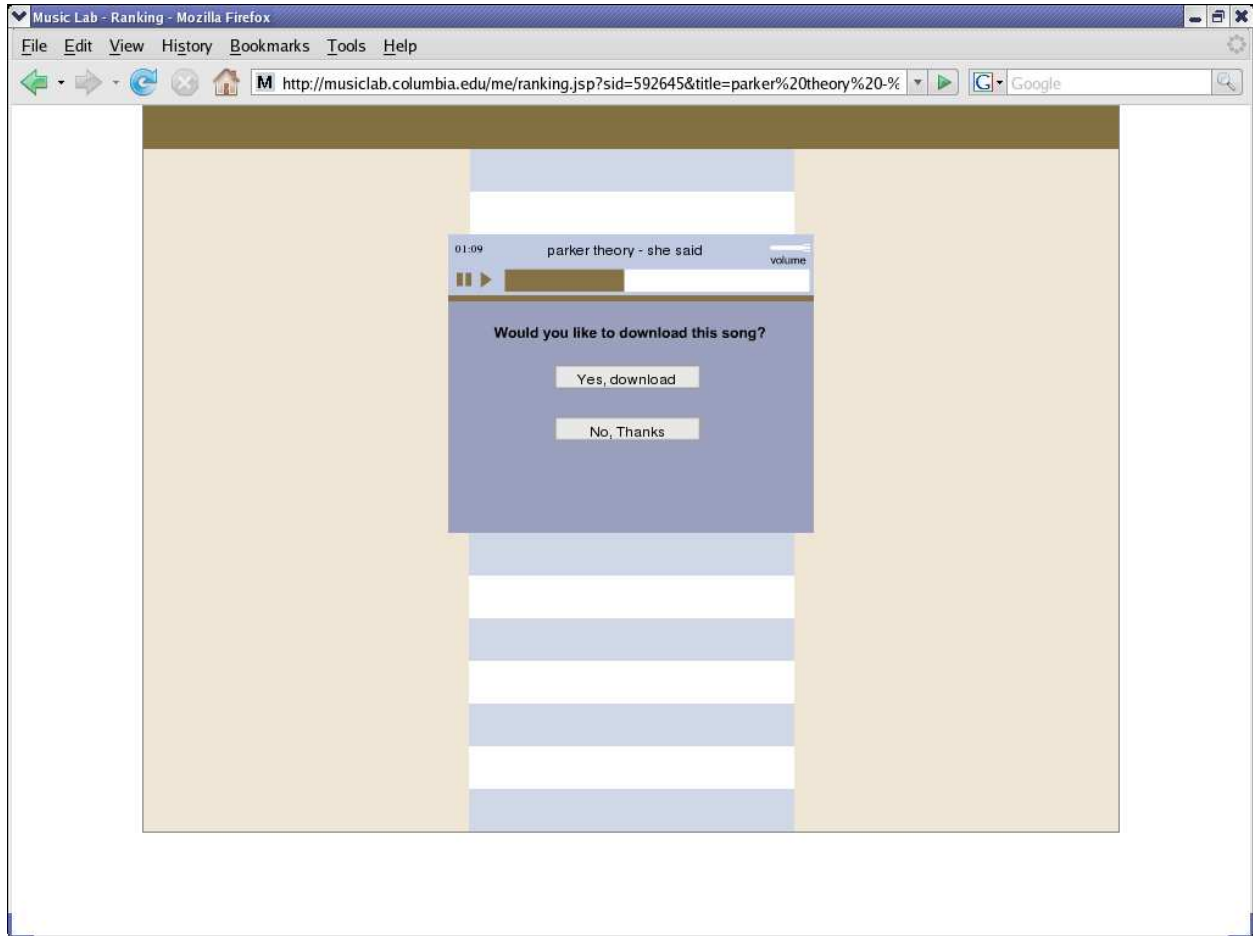 Music Lab - Ranking - Mozilla Firefox
File Edit View History Bookmarks Tools Help
M http://musiclab.columbia.edu/me/ranking.jsp?sid=592645&title=parker%20theory%20-% G Google
01:09 parker theory - she said volume
Would you like to download this song?
Yes, download
No, Thanks